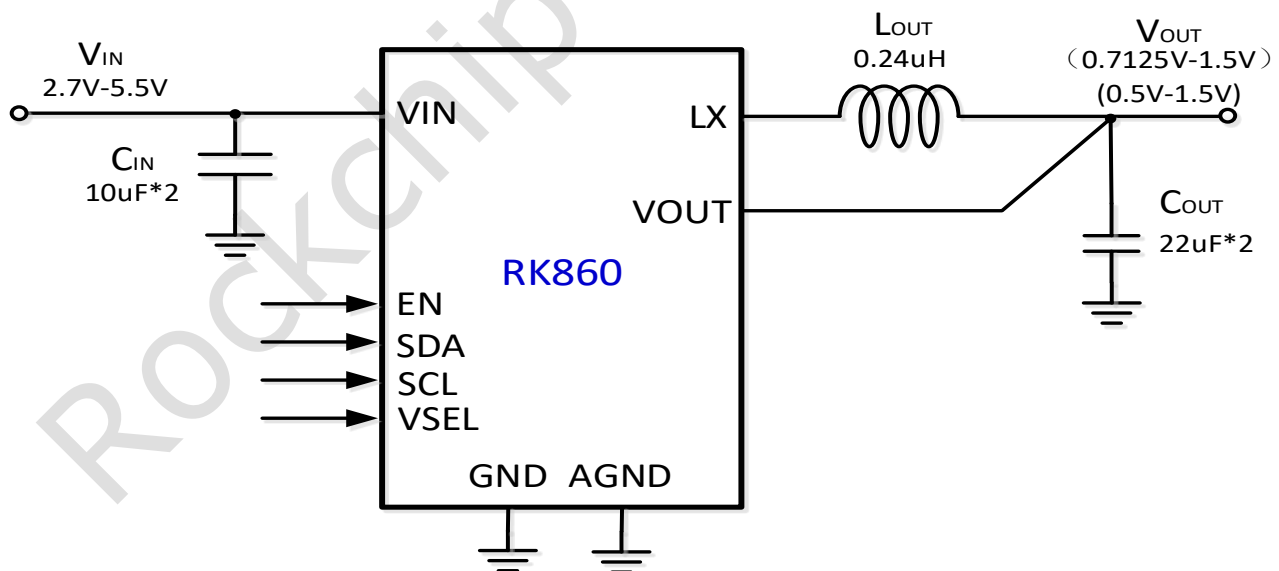 VIN
2.7V-5.5V
CIN
10uF*2
VIN
EN
SDA
SCL
VSEL
GND AGND
RK860
LX
VOUT
LOUT
0.24uH
VOUT
（0.7125V-1.5V）
(0.5V-1.5V)
COUT
22uF*2
Rockchip